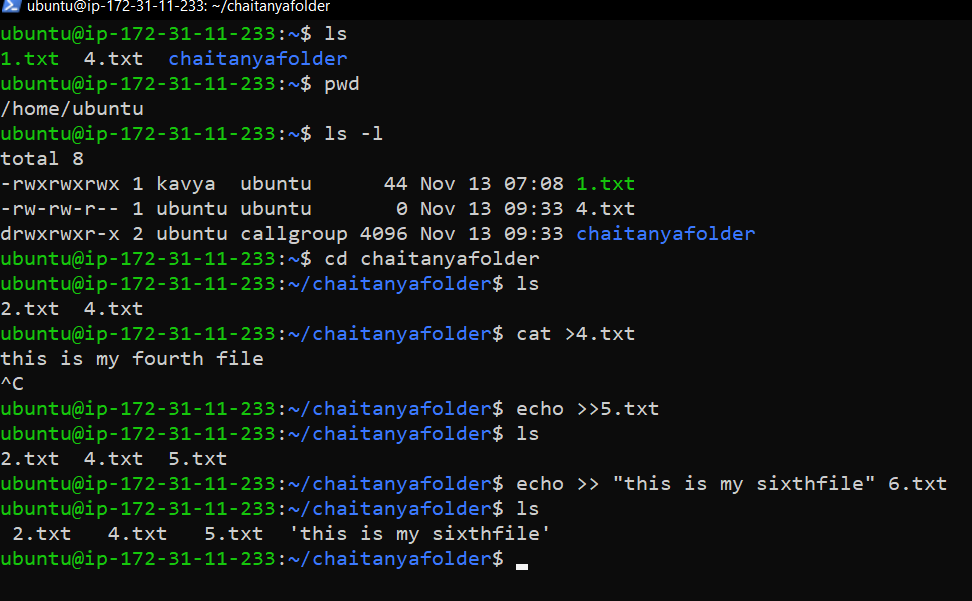 ubuntu@ip-172-31-11-233: ~/chaitanyafolder
ubuntu@ip-172-31-11-233:~$ ls
1.txt  4.txt  chaitanyafolder
ubuntu@ip-172-31-11-233:~$ pwd
/home/ubuntu
ubuntu@ip-172-31-11-233:~$ ls -l
total 8
-rwxrwxrwx 1 kavya  ubuntu      44 Nov 13 07:08 1.txt
-rw-rw-r-- 1 ubuntu ubuntu       0 Nov 13 09:33 4.txt
drwxrwxr-x 2 ubuntu callgroup 4096 Nov 13 09:33 chaitanyafolder
ubuntu@ip-172-31-11-233:~$ cd chaitanyafolder
ubuntu@ip-172-31-11-233:~/chaitanyafolder$ ls
2.txt  4.txt
ubuntu@ip-172-31-11-233:~/chaitanyafolder$ cat >4.txt
this is my fourth file
^C
ubuntu@ip-172-31-11-233:~/chaitanyafolder$ echo >>5.txt
ubuntu@ip-172-31-11-233:~/chaitanyafolder$ ls
2.txt  4.txt  5.txt
ubuntu@ip-172-31-11-233:~/chaitanyafolder$ echo >> "this is my sixthfile" 6.txt
ubuntu@ip-172-31-11-233:~/chaitanyafolder$ ls
 2.txt   4.txt   5.txt  'this is my sixthfile'
ubuntu@ip-172-31-11-233:~/chaitanyafolder$